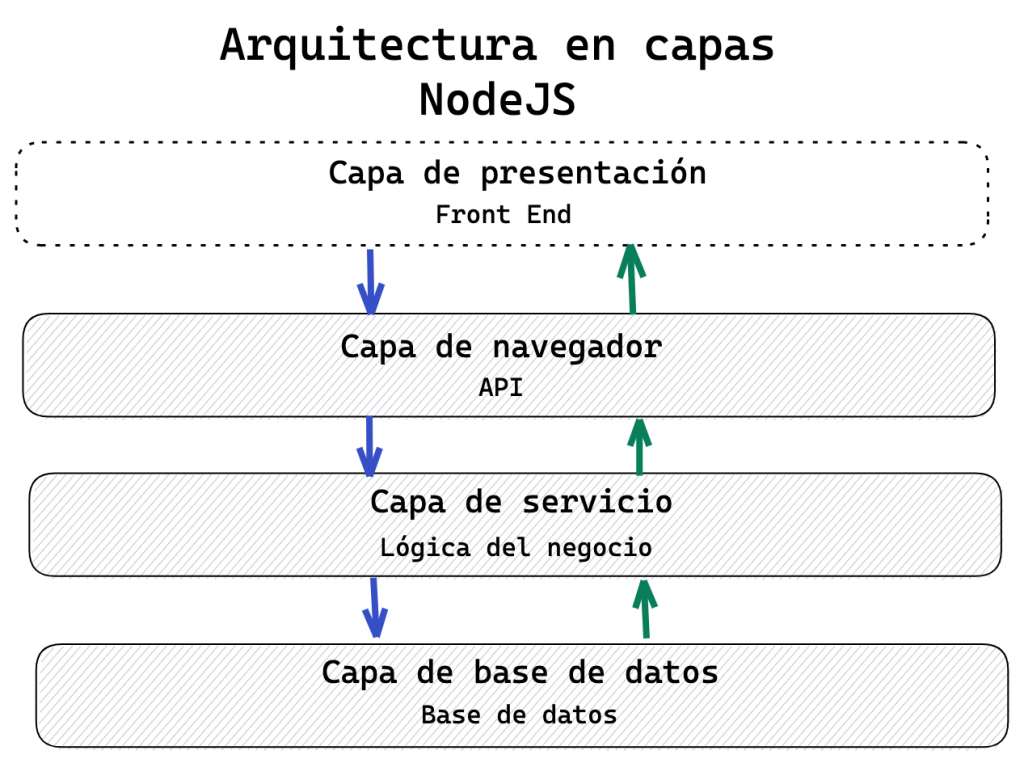 Arquitectura en capas
NodeJS
Capa de presentación
Front End
Capa de navegador
API
Capa de servicio
Lógica del negocio
Capa de base de datos
Base de datos